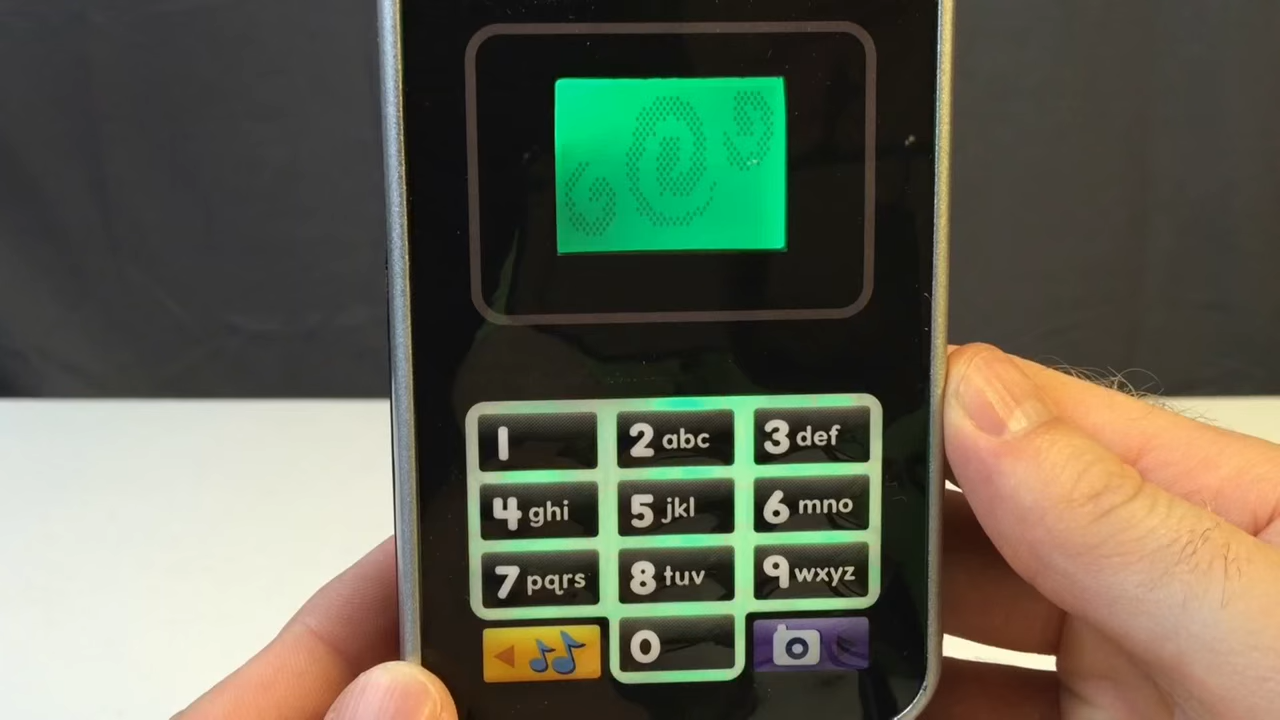 @
1
2 abc
3 def
4 ghi
5 jkl
6 mno
7 pqrs
8 tuv
9 wxyz
0